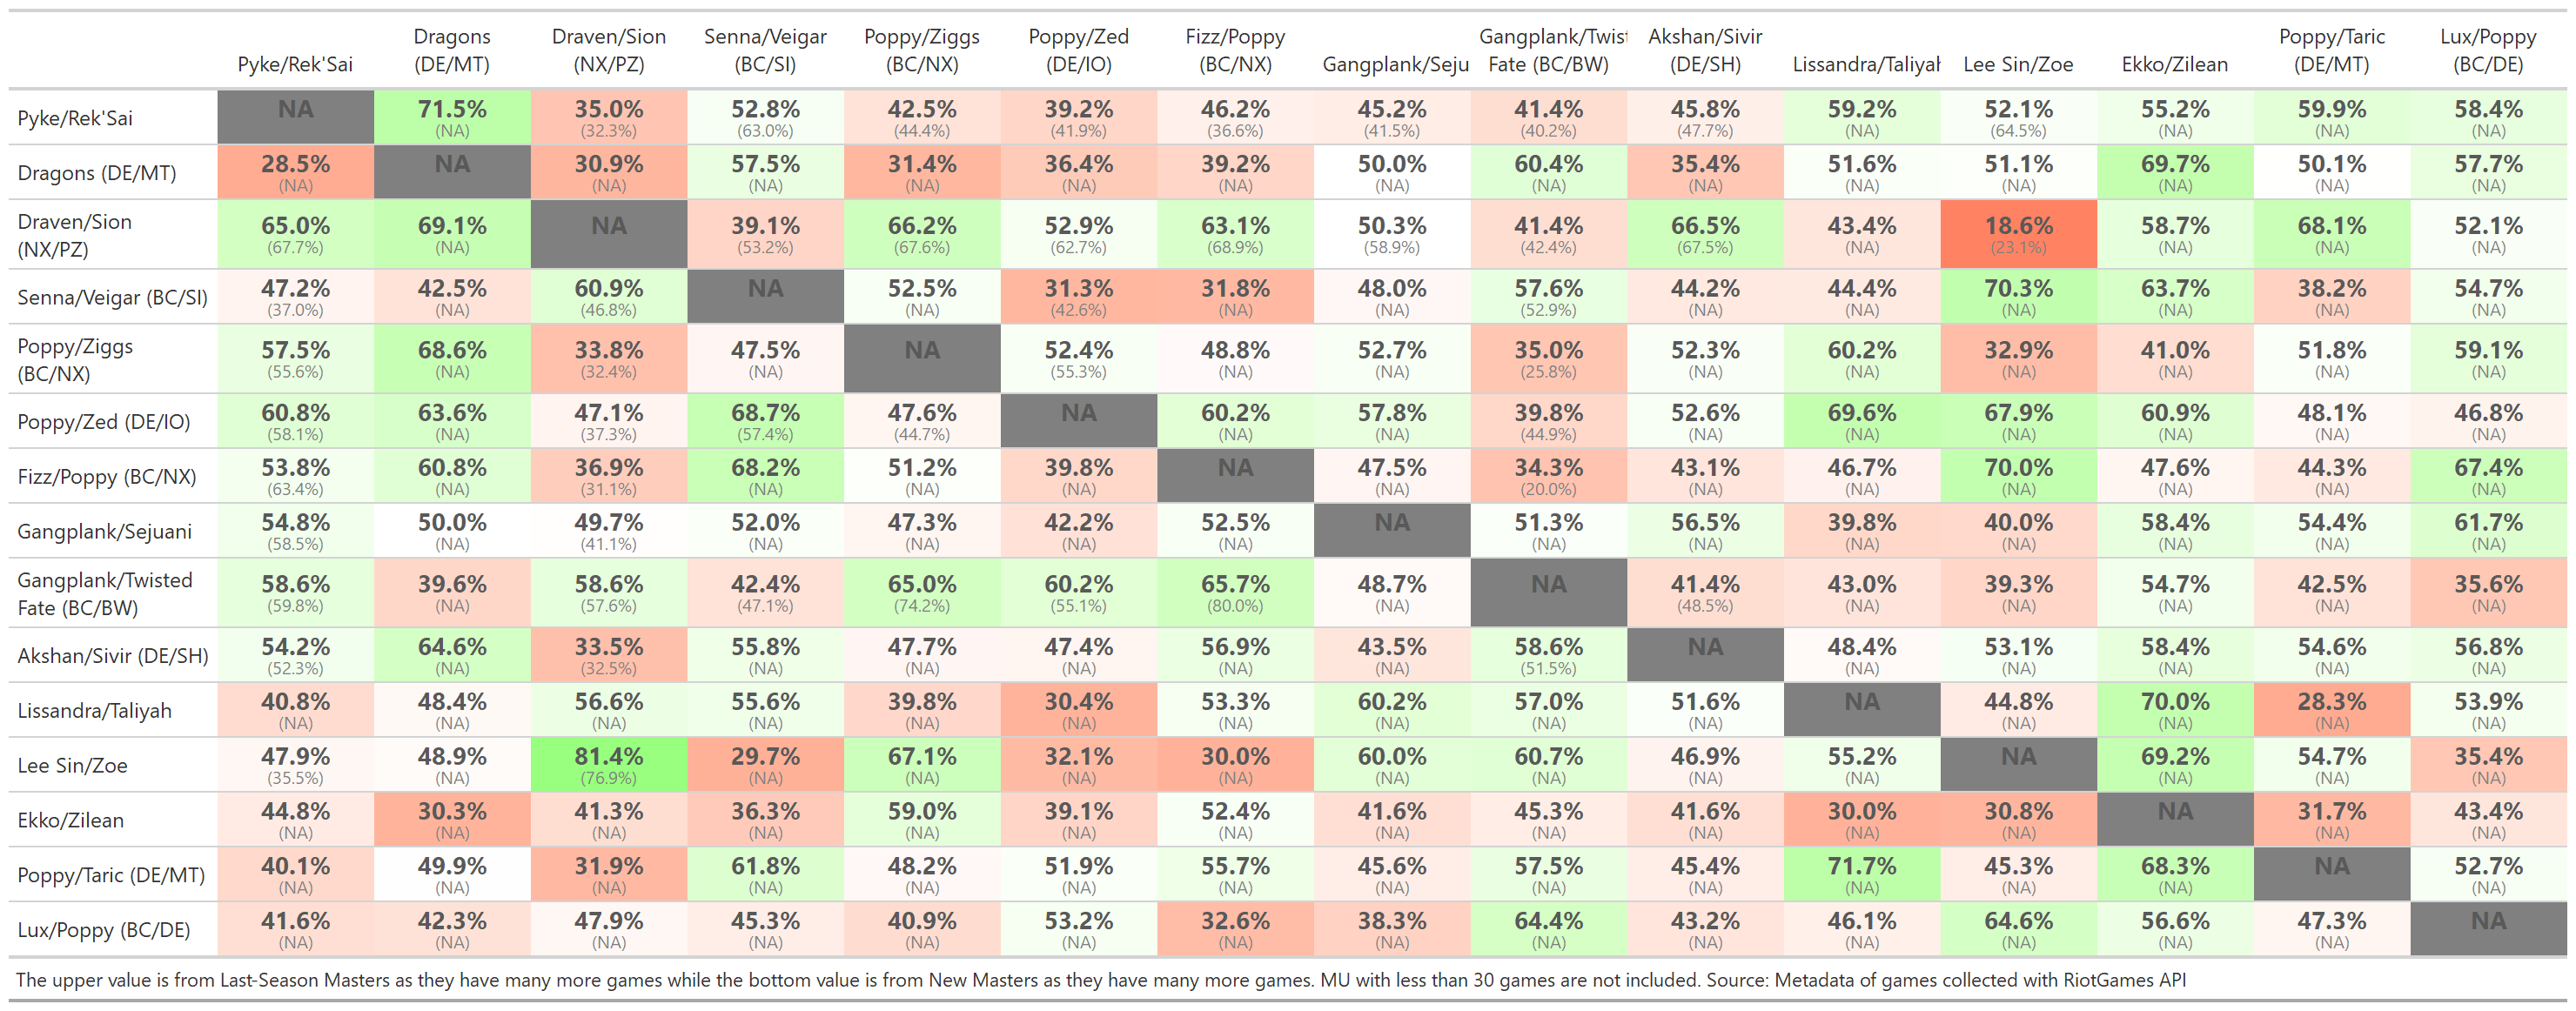 Dragons Draven/Sion Senna/Veigar Poppy/Ziggs Poppy/Zed Fizz/Poppy Gangplank/Twist Akshan/Sivir Poppy/Taric Lux/Poppy
Pyke/Rek'Sai (DE/MT) (NX/PZ) (BC/SI) (BC/NX) (DE/IO) (BC/NX) Gangplank/Seju Fate (BC/BW) (DE/SH) Lissandra/Taliyah Lee Sin/Zoe Ekko/Zilean (DE/MT) (BC/DE)
Pyke/Rek'Sai NA 71.5% 35.0% 52.8% 42.5% 39.2% 46.2% 45.2% 41.4% 45.8% 59.2% 52.1% 55.2% 59.9% 58.4%
(NA) (32.3%) (63.0%) (44.4%) (41.9%) (36.6%) (41.5%) (40.2%) (47.7%) (NA) (64.5%) (NA) (NA) (NA)
Dragons (DE/MT) 28.5% NA 30.9% 57.5% 31.4% 36.4% 39.2% 50.0% 60.4% 35.4% 51.6% 51.1% 69.7% 50.1% 57.7%
(NA) (NA) (NA) (NA) (NA) (NA) (NA) (NA) (NA) (NA) (NA) (NA) (NA) (NA)
Draven/Sion 65.0% 69.1% NA 39.1% 66.2% 52.9% 63.1% 50.3% 41.4% 66.5% 43.4% 18.6% 58.7% 68.1% 52.1%
(NX/PZ) (67.7%) (NA) (53.2%) (67.6%) (62.7%) (68.9%) (58.9%) (42.4%) (67.5%) (NA) (23.1%) (NA) (NA) (NA)
Senna/Veigar (BC/SI) 47.2% 42.5% 60.9% NA 52.5% 31.3% 31.8% 48.0% 57.6% 44.2% 44.4% 70.3% 63.7% 38.2% 54.7%
(37.0%) (NA) (46.8%) (NA) (42.6%) (NA) (NA) (52.9%) (NA) (NA) (NA) (NA) (NA) (NA)
Poppy/Ziggs 57.5% 68.6% 33.8% 47.5% NA 52.4% 48.8% 52.7% 35.0% 52.3% 60.2% 32.9% 41.0% 51.8% 59.1%
(BC/NX) (55.6%) (NA) (32.4%) (NA) (55.3%) (NA) (NA) (25.8%) (NA) (NA) (NA) (NA) (NA) (NA)
Poppy/Zed (DE/IO) 60.8% 63.6% 47.1% 68.7% 47.6% NA 60.2% 57.8% 39.8% 52.6% 69.6% 67.9% 60.9% 48.1% 46.8%
(58.1%) (NA) (37.3%) (57.4%) (44.7%) (NA) (NA) (44.9%) (NA) (NA) (NA) (NA) (NA) (NA)
Fizz/Poppy (BC/NX) 53.8% 60.8% 36.9% 68.2% 51.2% 39.8% NA 47.5% 34.3% 43.1% 46.7% 70.0% 47.6% 44.3% 67.4%
(63.4%) (NA) (31.1%) (NA) (NA) (NA) (NA) (20.0%) (NA) (NA) (NA) (NA) (NA) (NA)
Gangplank/Sejuani 54.8% 50.0% 49.7% 52.0% 47.3% 42.2% 52.5% NA 51.3% 56.5% 39.8% 40.0% 58.4% 54.4% 61.7%
(58.5%) (NA) (41.1%) (NA) (NA) (NA) (NA) (NA) (NA) (NA) (NA) (NA) (NA) (NA)
Gangplank/Twisted 58.6% 39.6% 58.6% 42.4% 65.0% 60.2% 65.7% 48.7% NA 41.4% 43.0% 39.3% 54.7% 42.5% 35.6%
Fate (BC/BW) (59.8%) (NA) (57.6%) (47.1%) (74.2%) (55.1%) (80.0%) (NA) (48.5%) (NA) (NA) (NA) (NA) (NA)
Akshan/Sivir (DE/SH) 54.2% 64.6% 33.5% 55.8% 47.7% 47.4% 56.9% 43.5% 58.6% NA 48.4% 53.1% 58.4% 54.6% 56.8%
(52.3%) (NA) (32.5%) (NA) (NA) (NA) (NA) (NA) (51.5%) (NA) (NA) (NA) (NA) (NA)
Lissandra/Taliyah 40.8% 48.4% 56.6% 55.6% 39.8% 30.4% 53.3% 60.2% 57.0% 51.6% NA 44.8% 70.0% 28.3% 53.9%
(NA) (NA) (NA) (NA) (NA) (NA) (NA) (NA) (NA) (NA) (NA) (NA) (NA) (NA)
Lee Sin/Zoe 47.9% 48.9% 81.4% 29.7% 67.1% 32.1% 30.0% 60.0% 60.7% 46.9% 55.2% NA 69.2% 54.7% 35.4%
(35.5%) (NA) (76.9%) (NA) (NA) (NA) (NA) (NA) (NA) (NA) (NA) (NA) (NA) (NA)
Ekko/Zilean 44.8% 30.3% 41.3% 36.3% 59.0% 39.1% 52.4% 41.6% 45.3% 41.6% 30.0% 30.8% NA 31.7% 43.4%
(NA) (NA) (NA) (NA) (NA) (NA) (NA) (NA) (NA) (NA) (NA) (NA) (NA) (NA)
Poppy/Taric (DE/MT) 40.1% 49.9% 31.9% 61.8% 48.2% 51.9% 55.7% 45.6% 57.5% 45.4% 71.7% 45.3% 68.3% NA 52.7%
(NA) (NA) (NA) (NA) (NA) (NA) (NA) (NA) (NA) (NA) (NA) (NA) (NA) (NA)
Lux/Poppy (BC/DE) 41.6% 42.3% 47.9% 45.3% 40.9% 53.2% 32.6% 38.3% 64.4% 43.2% 46.1% 64.6% 56.6% 47.3% NA
(NA) (NA) (NA) (NA) (NA) (NA) (NA) (NA) (NA) (NA) (NA) (NA) (NA) (NA)
The upper value is from Last-Season Masters as they have many more games while the bottom value is from New Masters as they have many more games. MU with less than 30 games are not included. Source: Metadata of games collected with RiotGames API